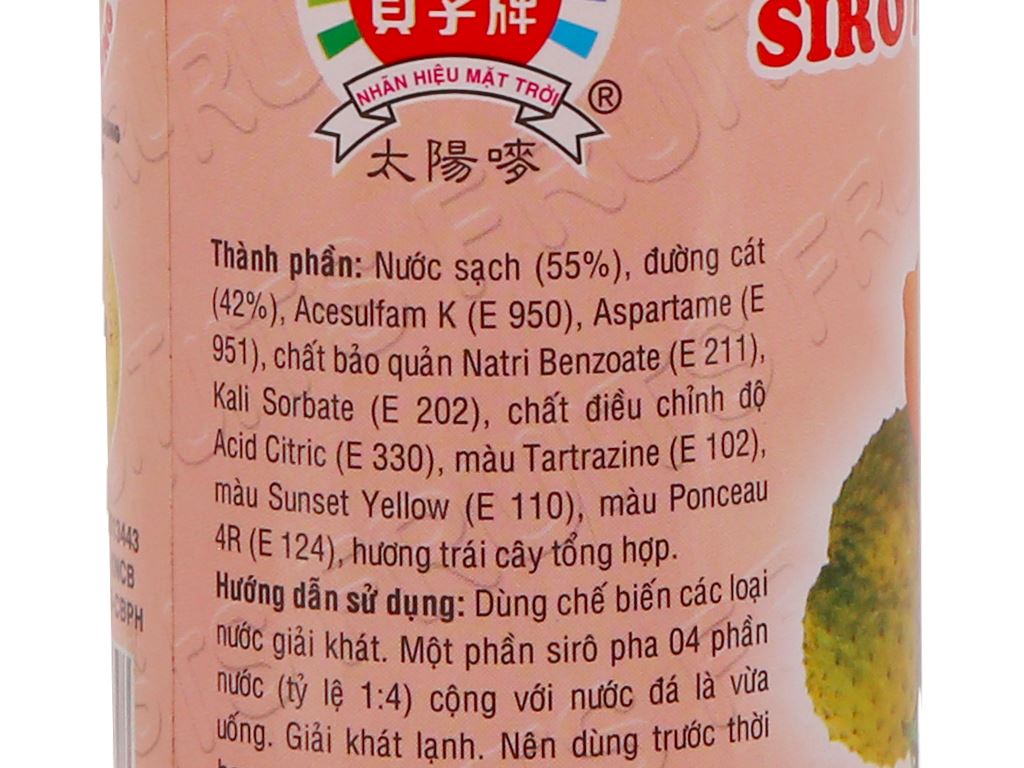 貝字牌
NHÃN HIỆU MẶT TRỜI
®
太陽嘜
SIRÔ
Thành phần: Nước sạch (55%), đường cát
(42%), Acesulfam K (E 950), Aspartame (E
951), chất bảo quản Natri Benzoate (E 211),
Kali Sorbate (E 202), chất điều chỉnh độ
Acid Citric (E 330), màu Tartrazine (E 102),
màu Sunset Yellow (E 110), màu Ponceau
4R (E 124), hương trái cây tổng hợp.
Hướng dẫn sử dụng: Dùng chế biến các loại
nước giải khát. Một phần sirô pha 04 phần
nước (tỷ lệ 1:4) cộng với nước đá là vừa
uống. Giải khát lạnh. Nên dùng trước thời
3443
NCB
CBPH